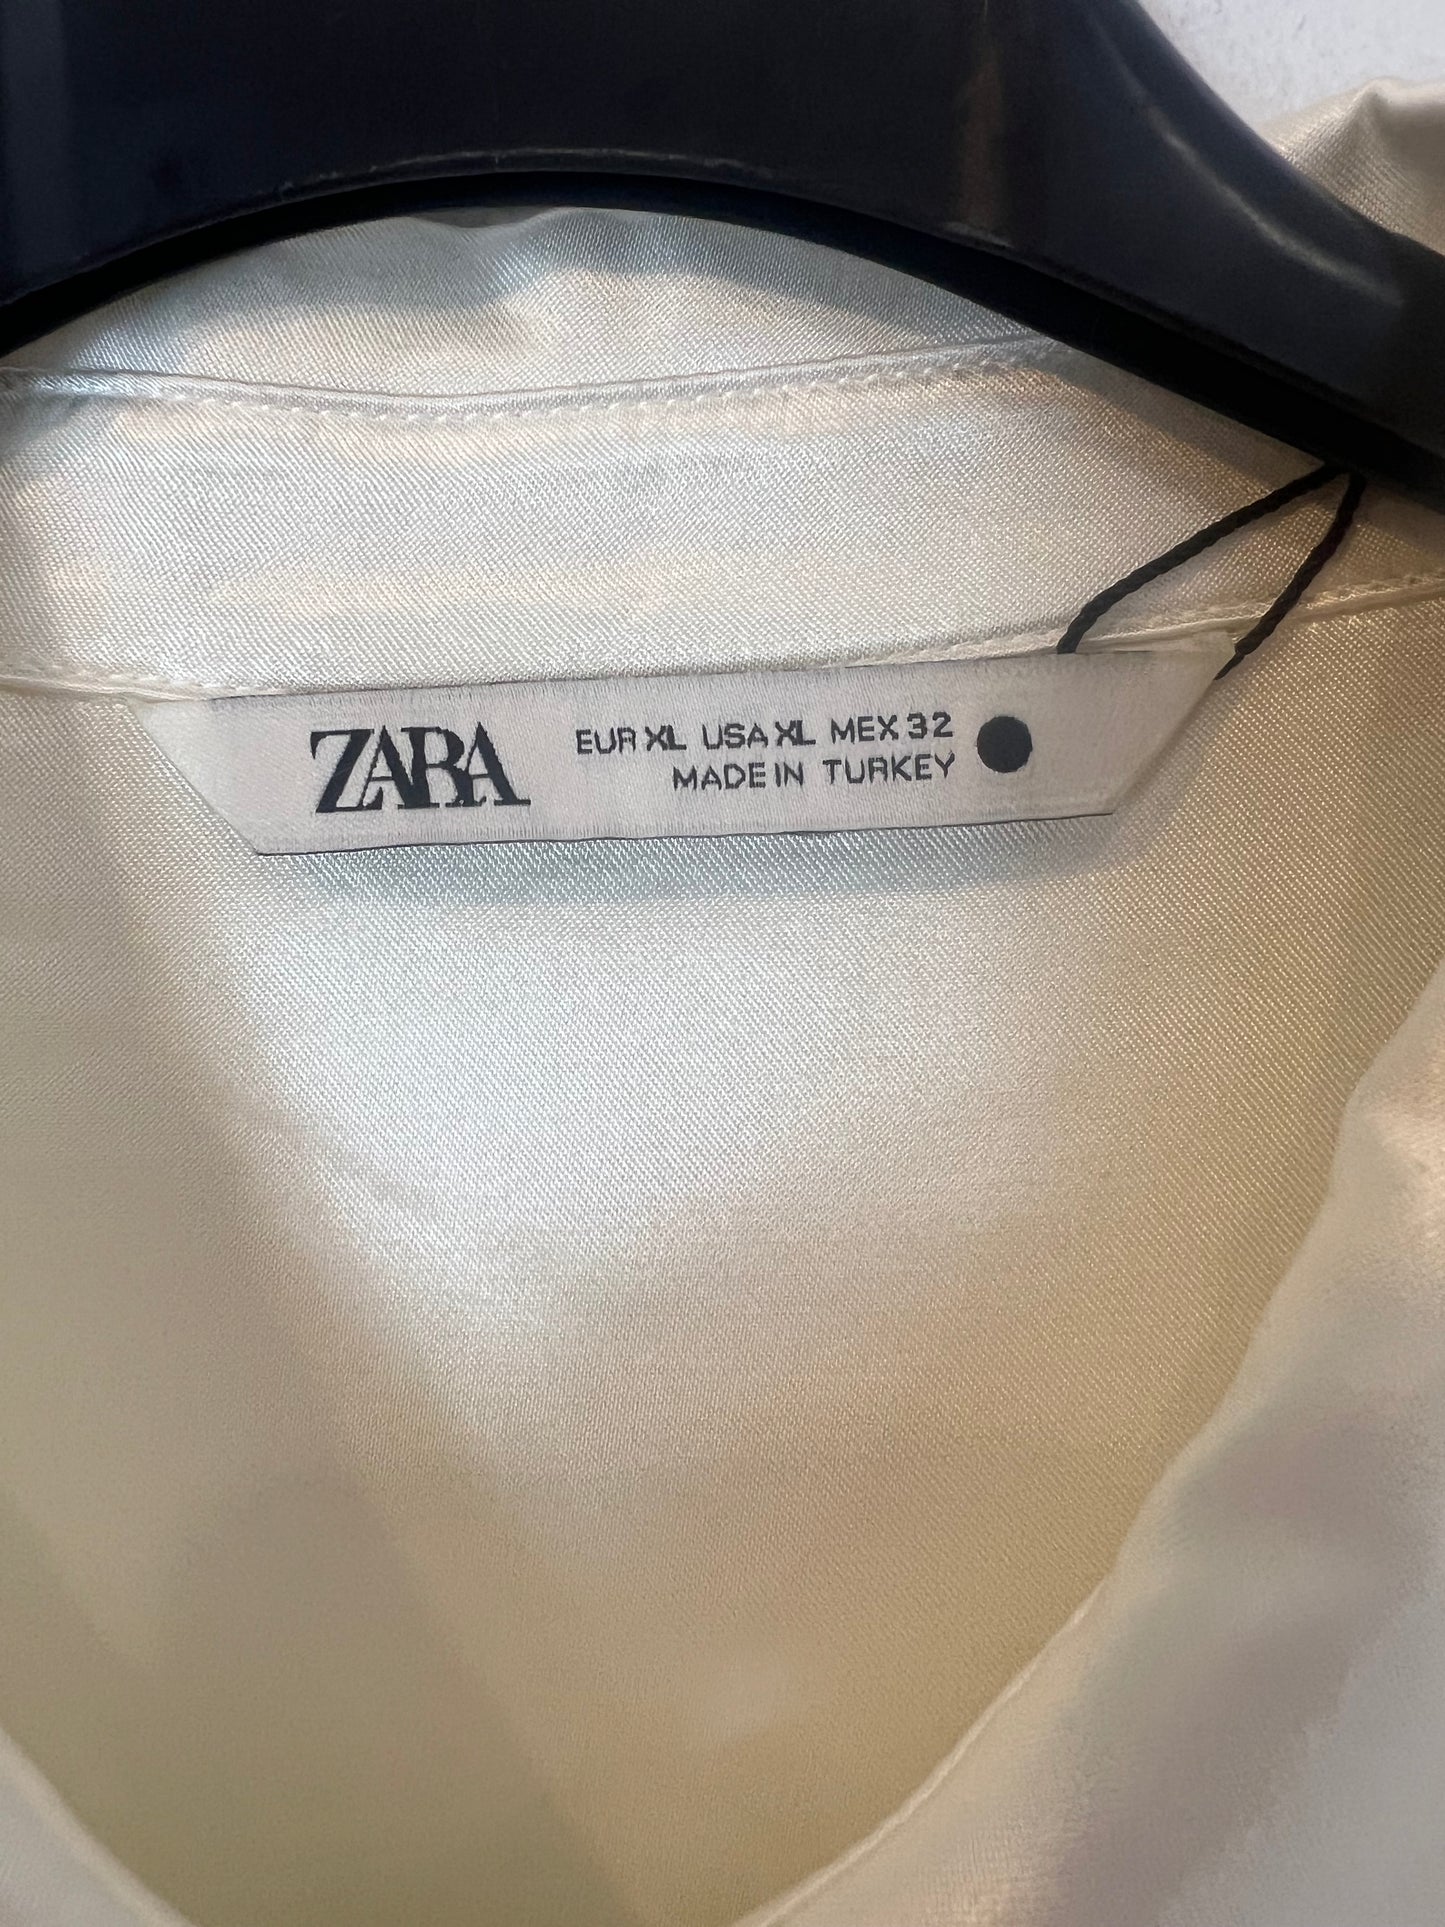 ZARA
EUR XL USA XL MEX 32
MADE IN TURKEY